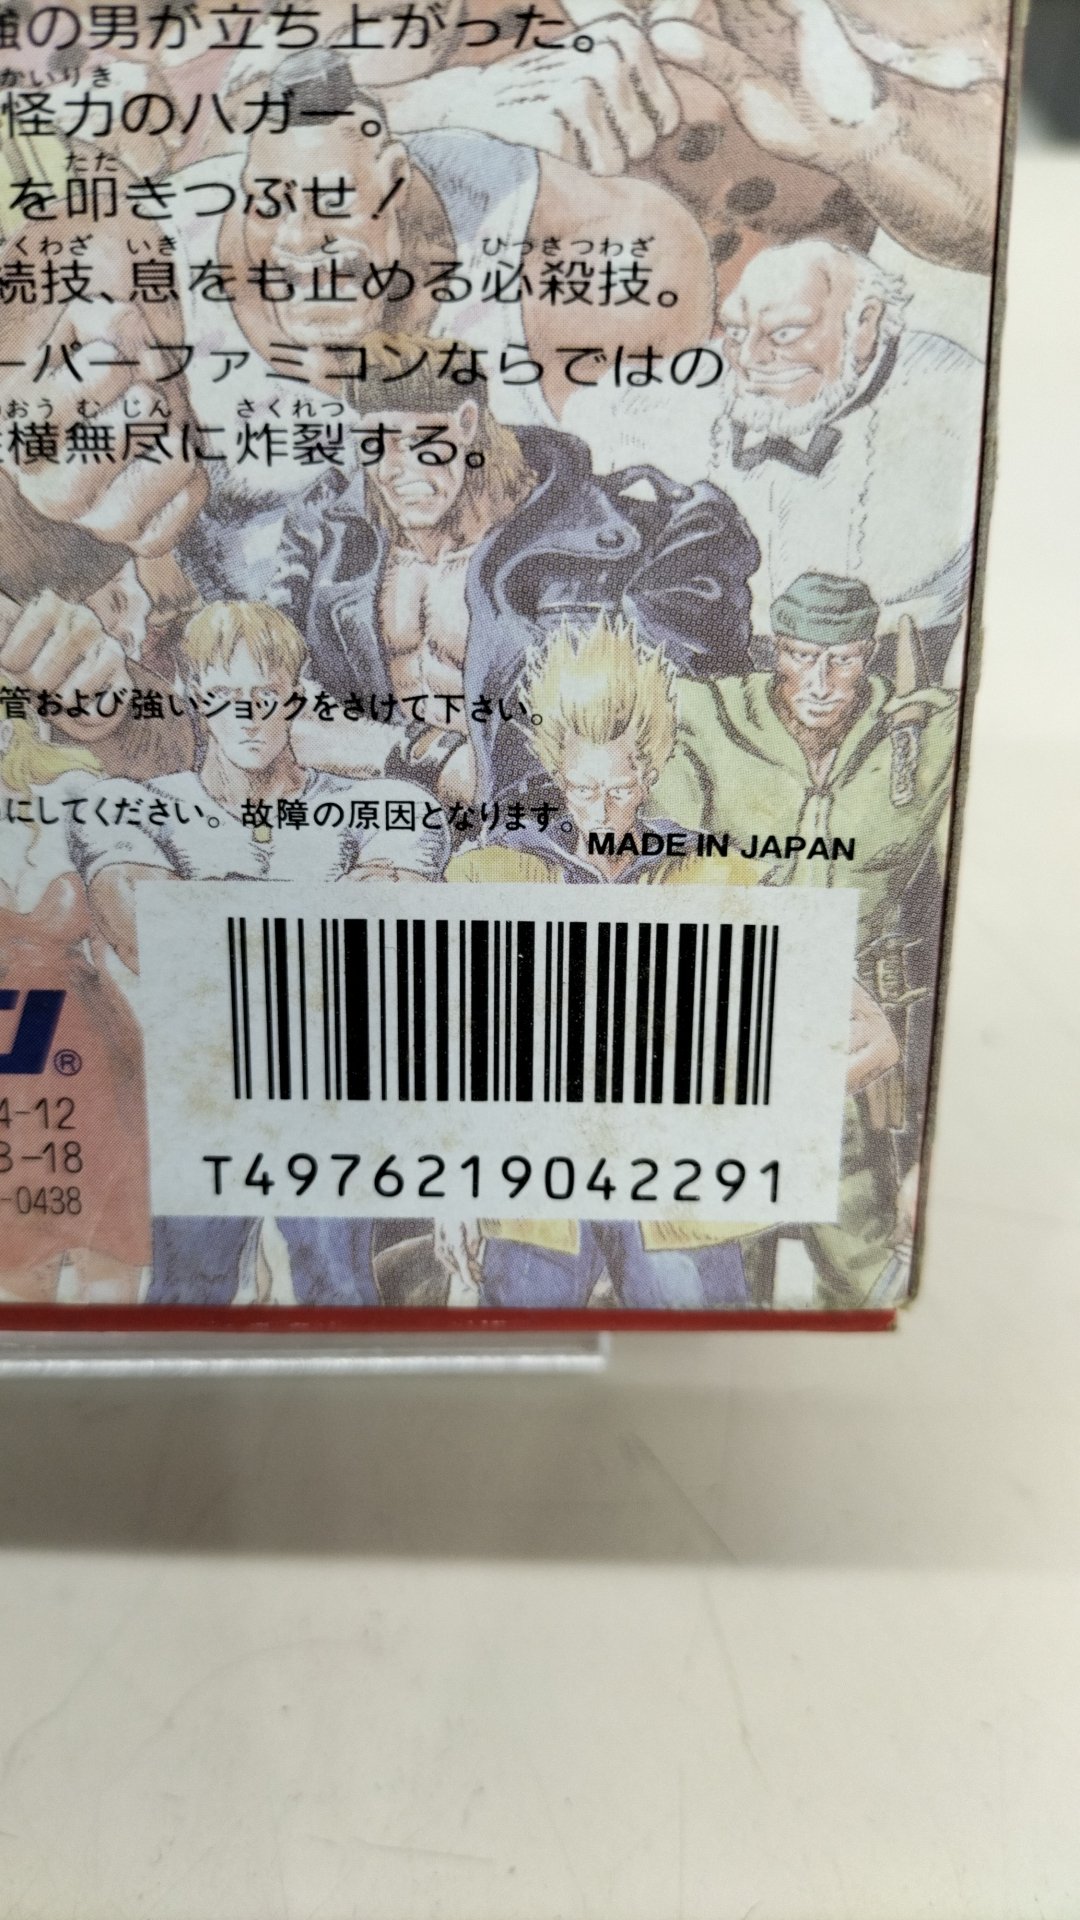 強の男が立ち上がった。
かいりき
怪力のハガー。
たた
を叩きつぶせ！
くわざ いき と ひっさつわざ
続技、息をも止める必殺技。
ーパーファミコンならではの
おうむじん さくれつ
横無尽に炸裂する。
管および強いショックをさけて下さい。
にしてください。故障の原因となります。
MADE IN JAPAN
®
4-12
3-18
-0438
T4976219042291